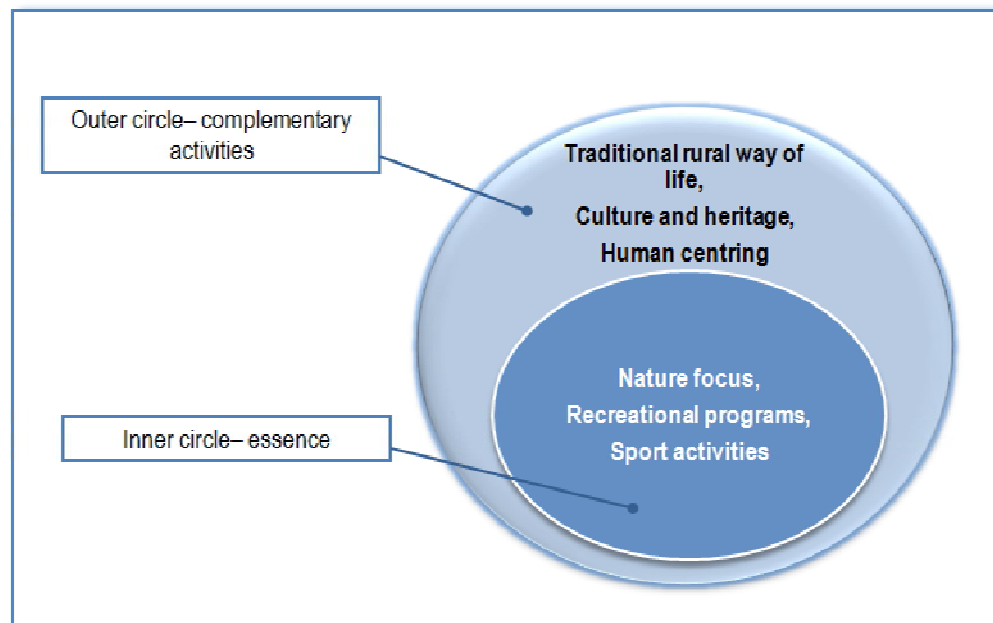 Outer circle– complementary
activities
Traditional rural way of
life,
Culture and heritage,
Human centring
Nature focus,
Recreational programs,
Sport activities
Inner circle– essence